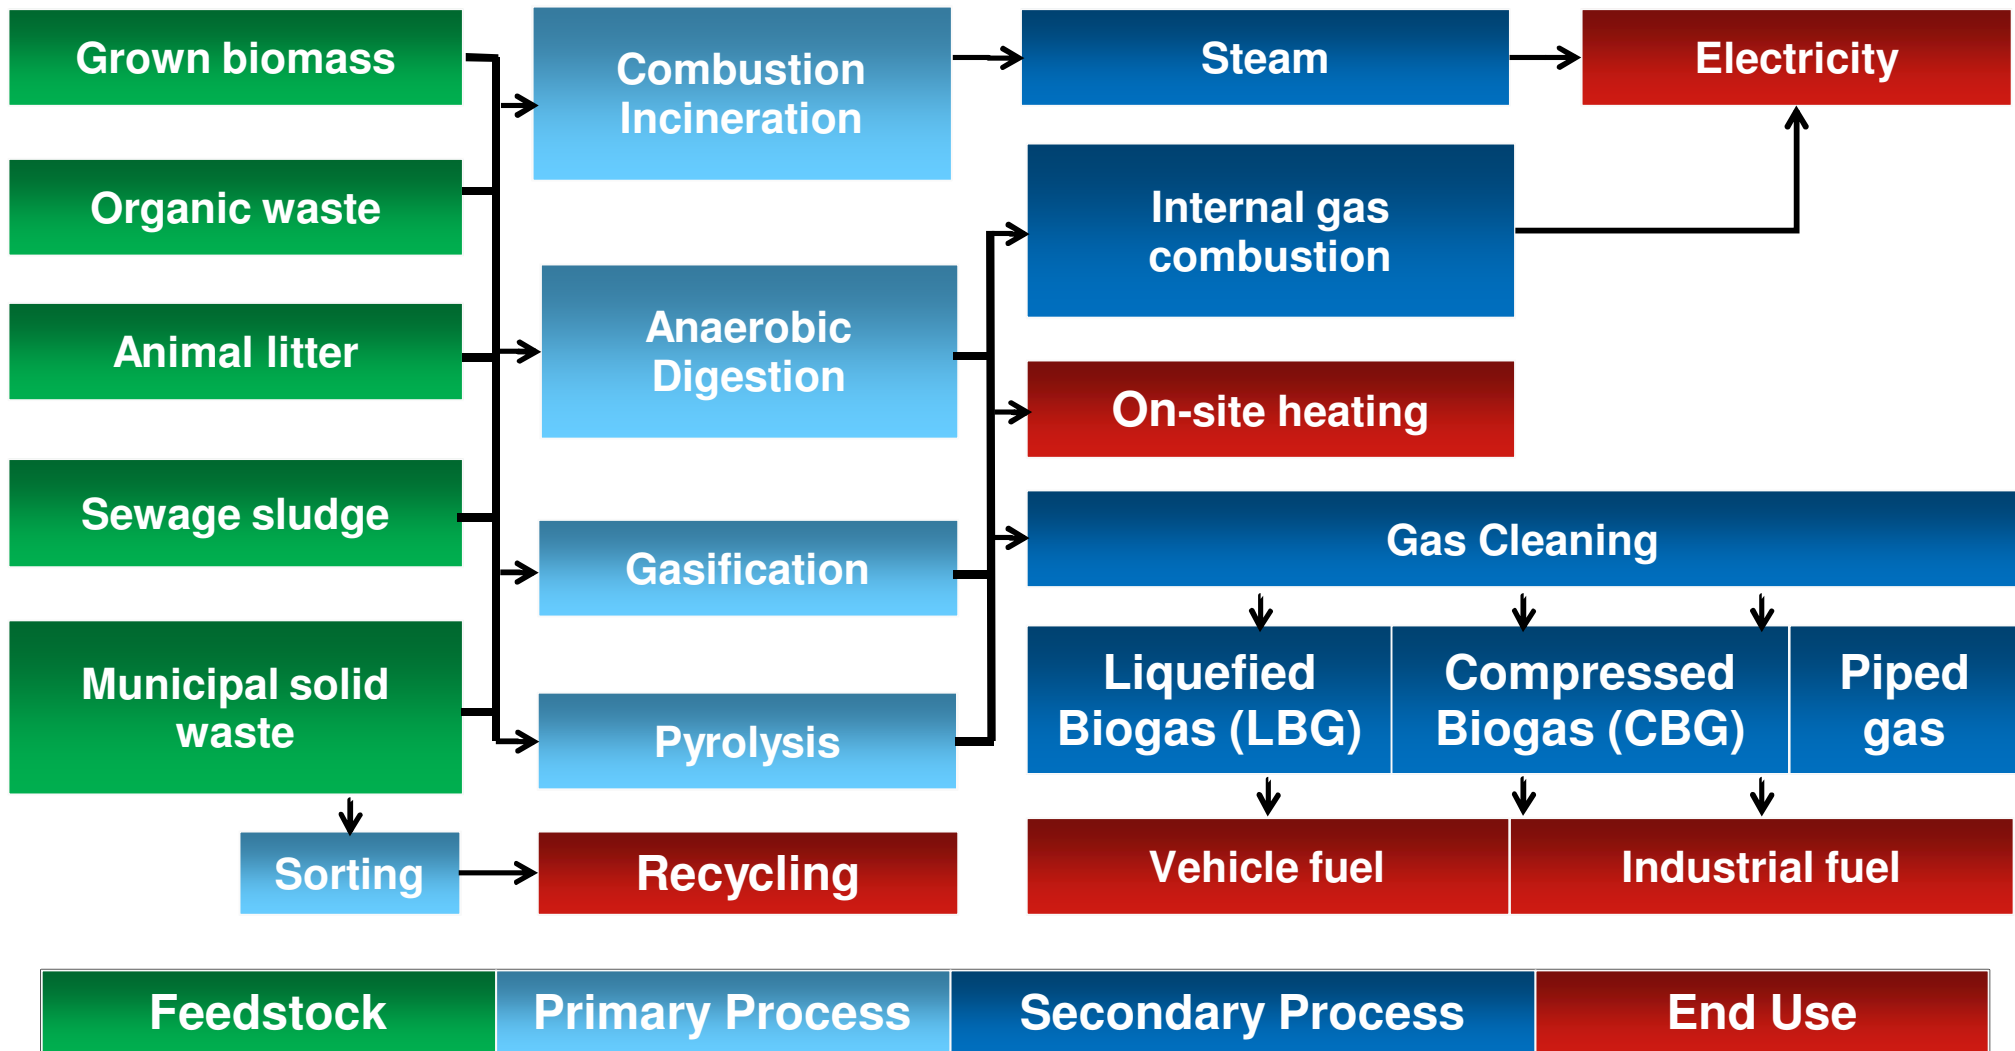 Grown biomass
Combustion
Incineration
Steam
Electricity
Organic waste
Internal gas
combustion
Animal litter
Anaerobic
Digestion
On-site heating
Sewage sludge
Gasification
Gas Cleaning
Municipal solid
waste
Pyrolysis
Liquefied
Biogas (LBG)
Compressed
Biogas (CBG)
Piped
gas
Sorting
Recycling
Vehicle fuel
Industrial fuel
Feedstock
Primary Process
Secondary Process
End Use